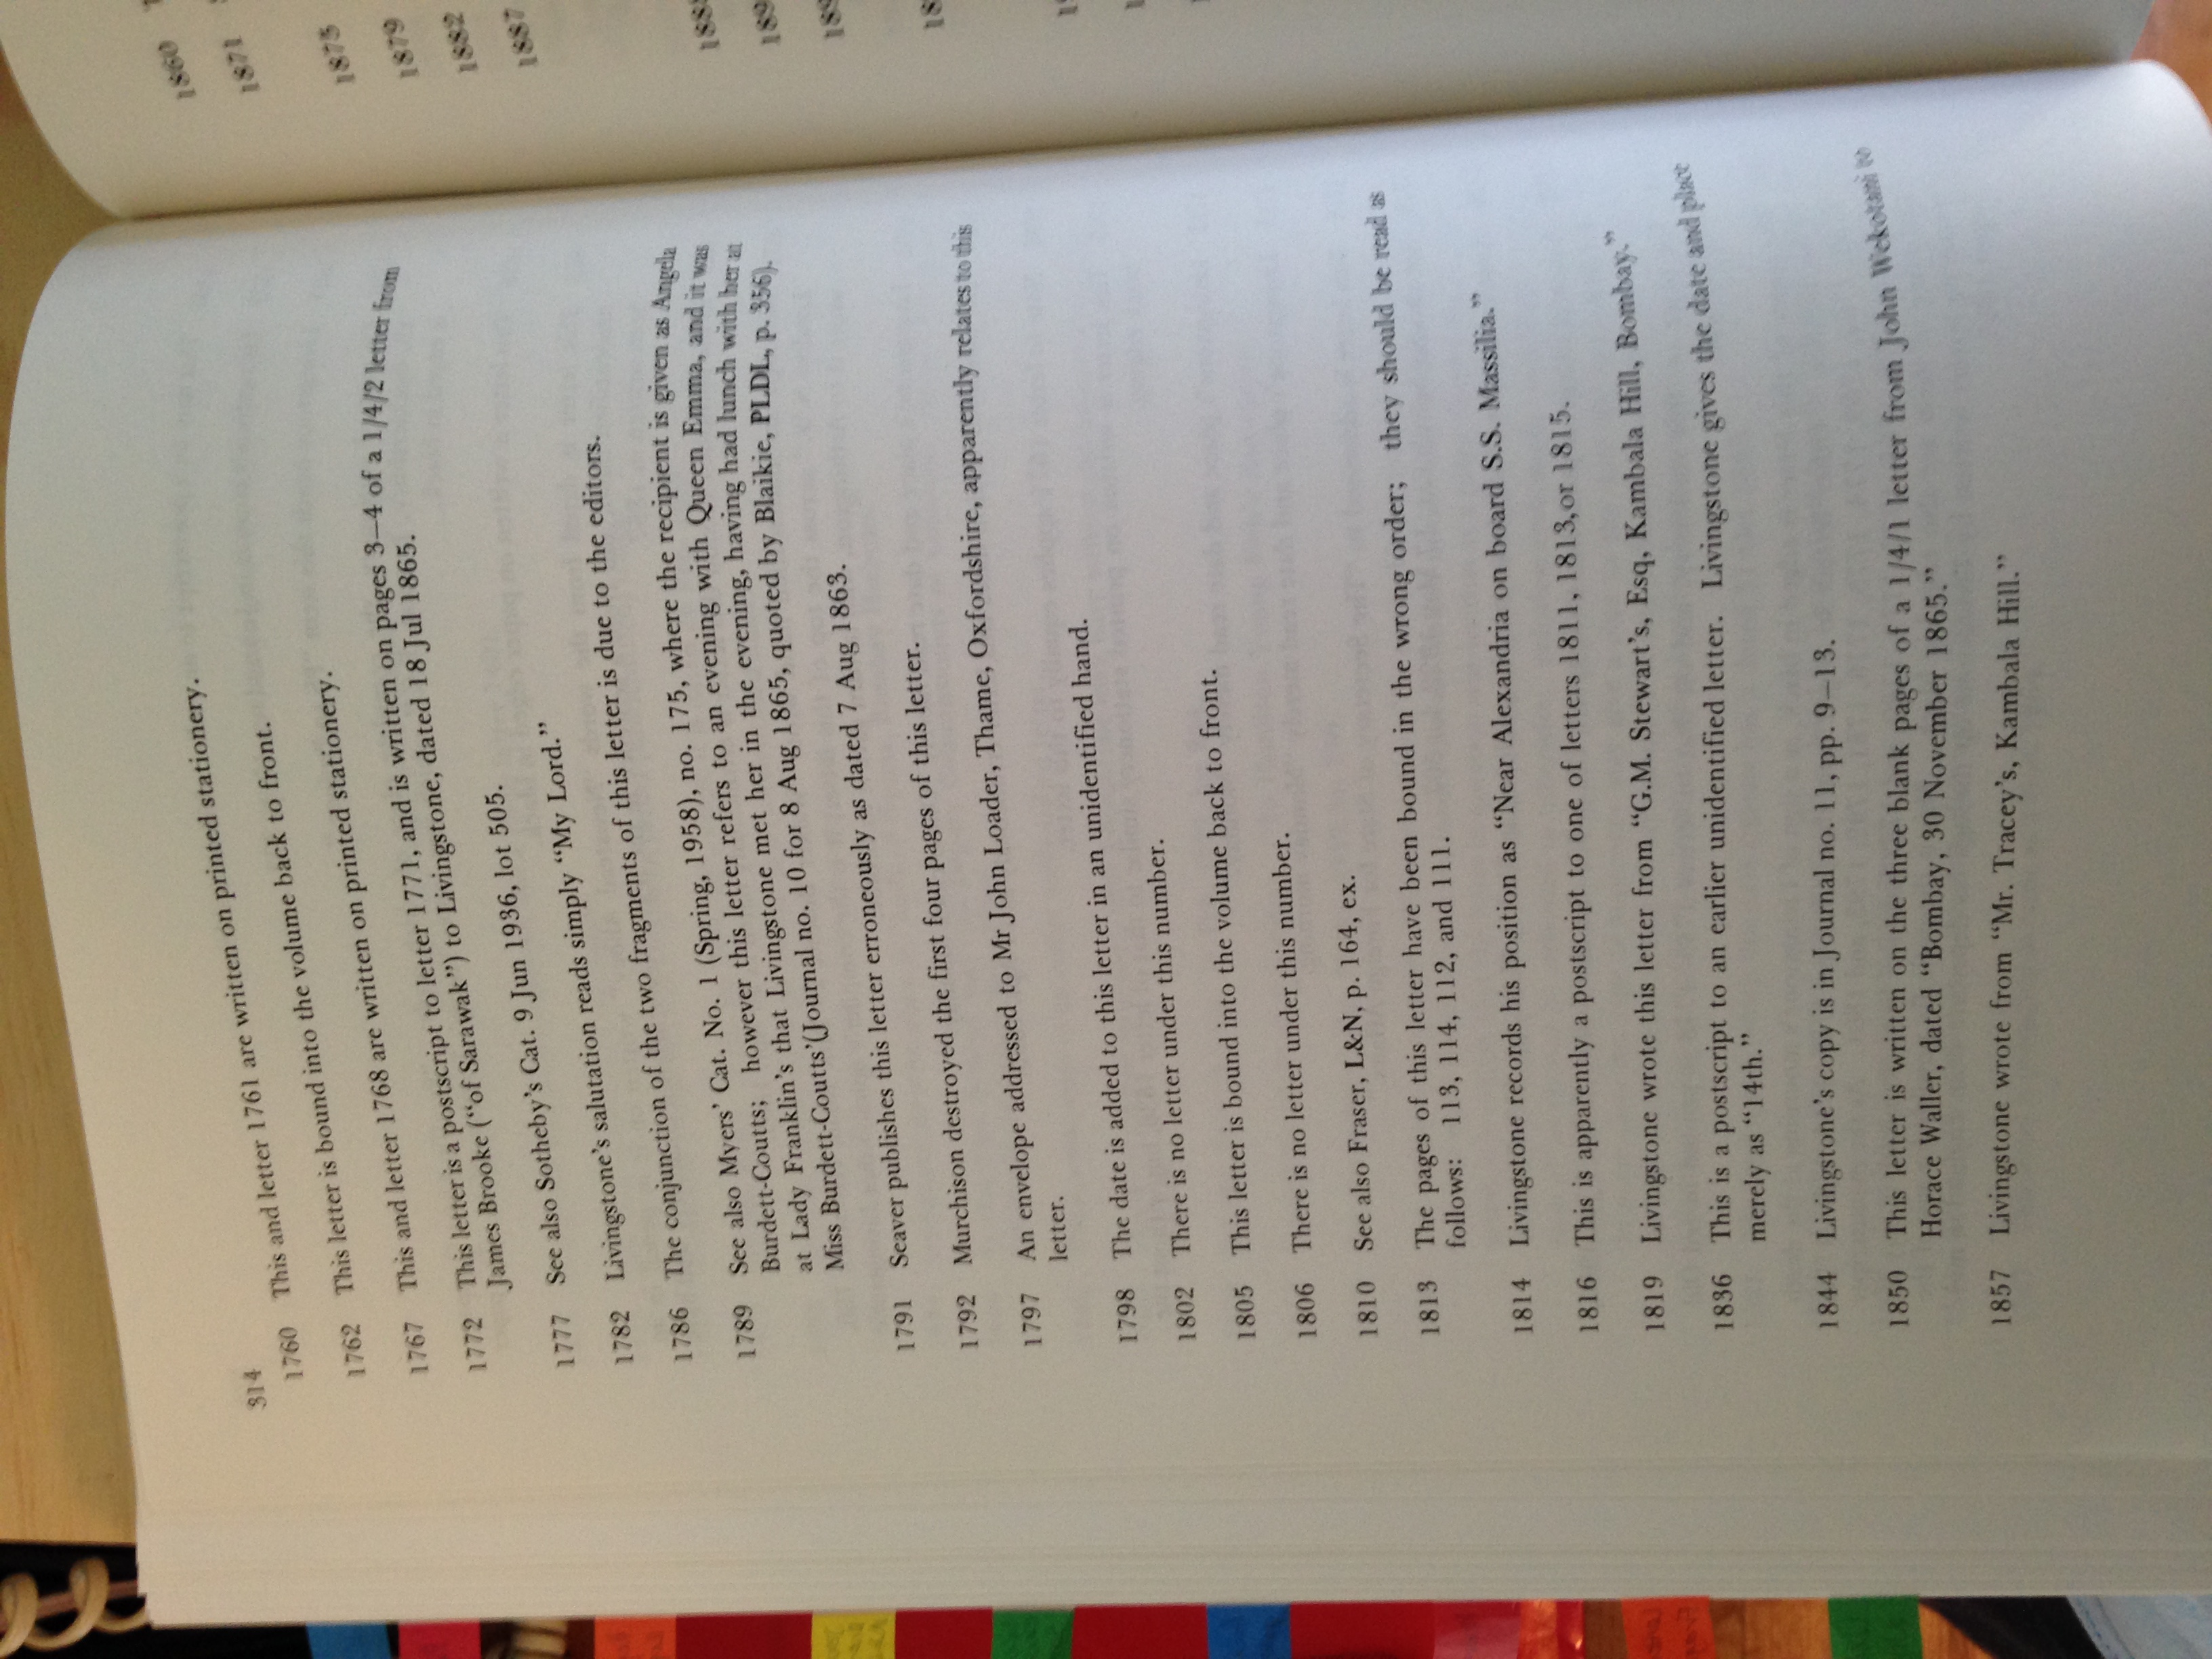 314
1760 This and letter 1761 are written on printed stationery.
1762 This letter is bound into the volume back to front.
1767 This and letter 1768 are written on printed stationery.
1772 This letter is a postscript to letter 1771, and is written on pages 3–4 of a 1/4/2 letter from
James Brooke (“of Sarawak”) to Livingstone, dated 18 Jul 1865.
1777 See also Sotheby’s Cat. 9 Jun 1936, lot 505.
1782 Livingstone’s salutation reads simply “My Lord.”
1786 The conjunction of the two fragments of this letter is due to the editors.
1789 See also Myers’ Cat. No. 1 (Spring, 1958), no. 175, where the recipient is given as Angela
Burdett-Coutts; however this letter refers to an evening with Queen Emma, and it was
at Lady Franklin’s that Livingstone met her in the evening, having had lunch with her at
Miss Burdett-Coutts’(Journal no. 10 for 8 Aug 1865, quoted by Blaikie, PLDL, p. 356).
1791 Seaver publishes this letter erroneously as dated 7 Aug 1863.
1792 Murchison destroyed the first four pages of this letter.
1797 An envelope addressed to Mr John Loader, Thame, Oxfordshire, apparently relates to this
letter.
1798 The date is added to this letter in an unidentified hand.
1802 There is no letter under this number.
1805 This letter is bound into the volume back to front.
1806 There is no letter under this number.
1810 See also Fraser, L&N, p. 164, ex.
1813 The pages of this letter have been bound in the wrong order; they should be read as
follows: 113, 114, 112, and 111.
1814 Livingstone records his position as “Near Alexandria on board S.S. Massilia.”
1816 This is apparently a postscript to one of letters 1811, 1813,or 1815.
1819 Livingstone wrote this letter from “G.M. Stewart’s, Esq, Kambala Hill, Bombay.”
1836 This is a postscript to an earlier unidentified letter. Livingstone gives the date and place
merely as “14th.”
1844 Livingstone’s copy is in Journal no. 11, pp. 9–13.
1850 This letter is written on the three blank pages of a 1/4/1 letter from John Wekotani to
Horace Waller, dated “Bombay, 30 November 1865.”
1857 Livingstone wrote from “Mr. Tracey’s, Kambala Hill.”
1860
1871
1875
1879
1882
1887